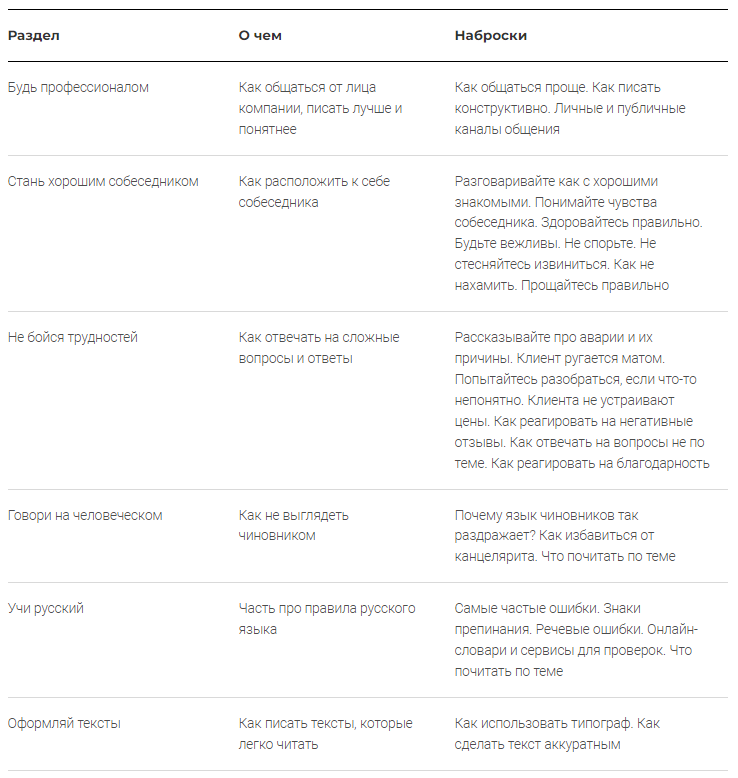 Раздел
О чем
Наброски
Будь профессионалом
Как общаться от лица
компании, писать лучше и
понятнее
Как общаться проще. Как писать
конструктивно. Личные и публичные
каналы общения
Стань хорошим собеседником
Как расположить к себе
собеседника
Разговаривайте как с хорошими
знакомыми. Понимайте чувства
собеседника. Здоровайтесь правильно.
Будьте вежливы. Не спорьте. Не
стесняйтесь извиниться. Как не
нахамить. Прощайтесь правильно
Не бойся трудностей
Как отвечать на сложные
вопросы и ответы
Рассказывайте про аварии и их
причины. Клиент ругается матом.
Попытайтесь разобраться, если что-то
непонятно. Клиента не устраивают
цены. Как реагировать на негативные
отзывы. Как отвечать на вопросы не по
теме. Как реагировать на благодарность
Говори на человеческом
Как не выглядеть
чиновником
Почему язык чиновников так
раздражает? Как избавиться от
канцелярита. Что почитать по теме
Учи русский
Часть про правила русского
языка
Самые частые ошибки. Знаки
препинания. Речевые ошибки. Онлайн-
словари и сервисы для проверок. Что
почитать по теме
Оформляй тексты
Как писать тексты, которые
легко читать
Как использовать типограф. Как
сделать текст аккуратным